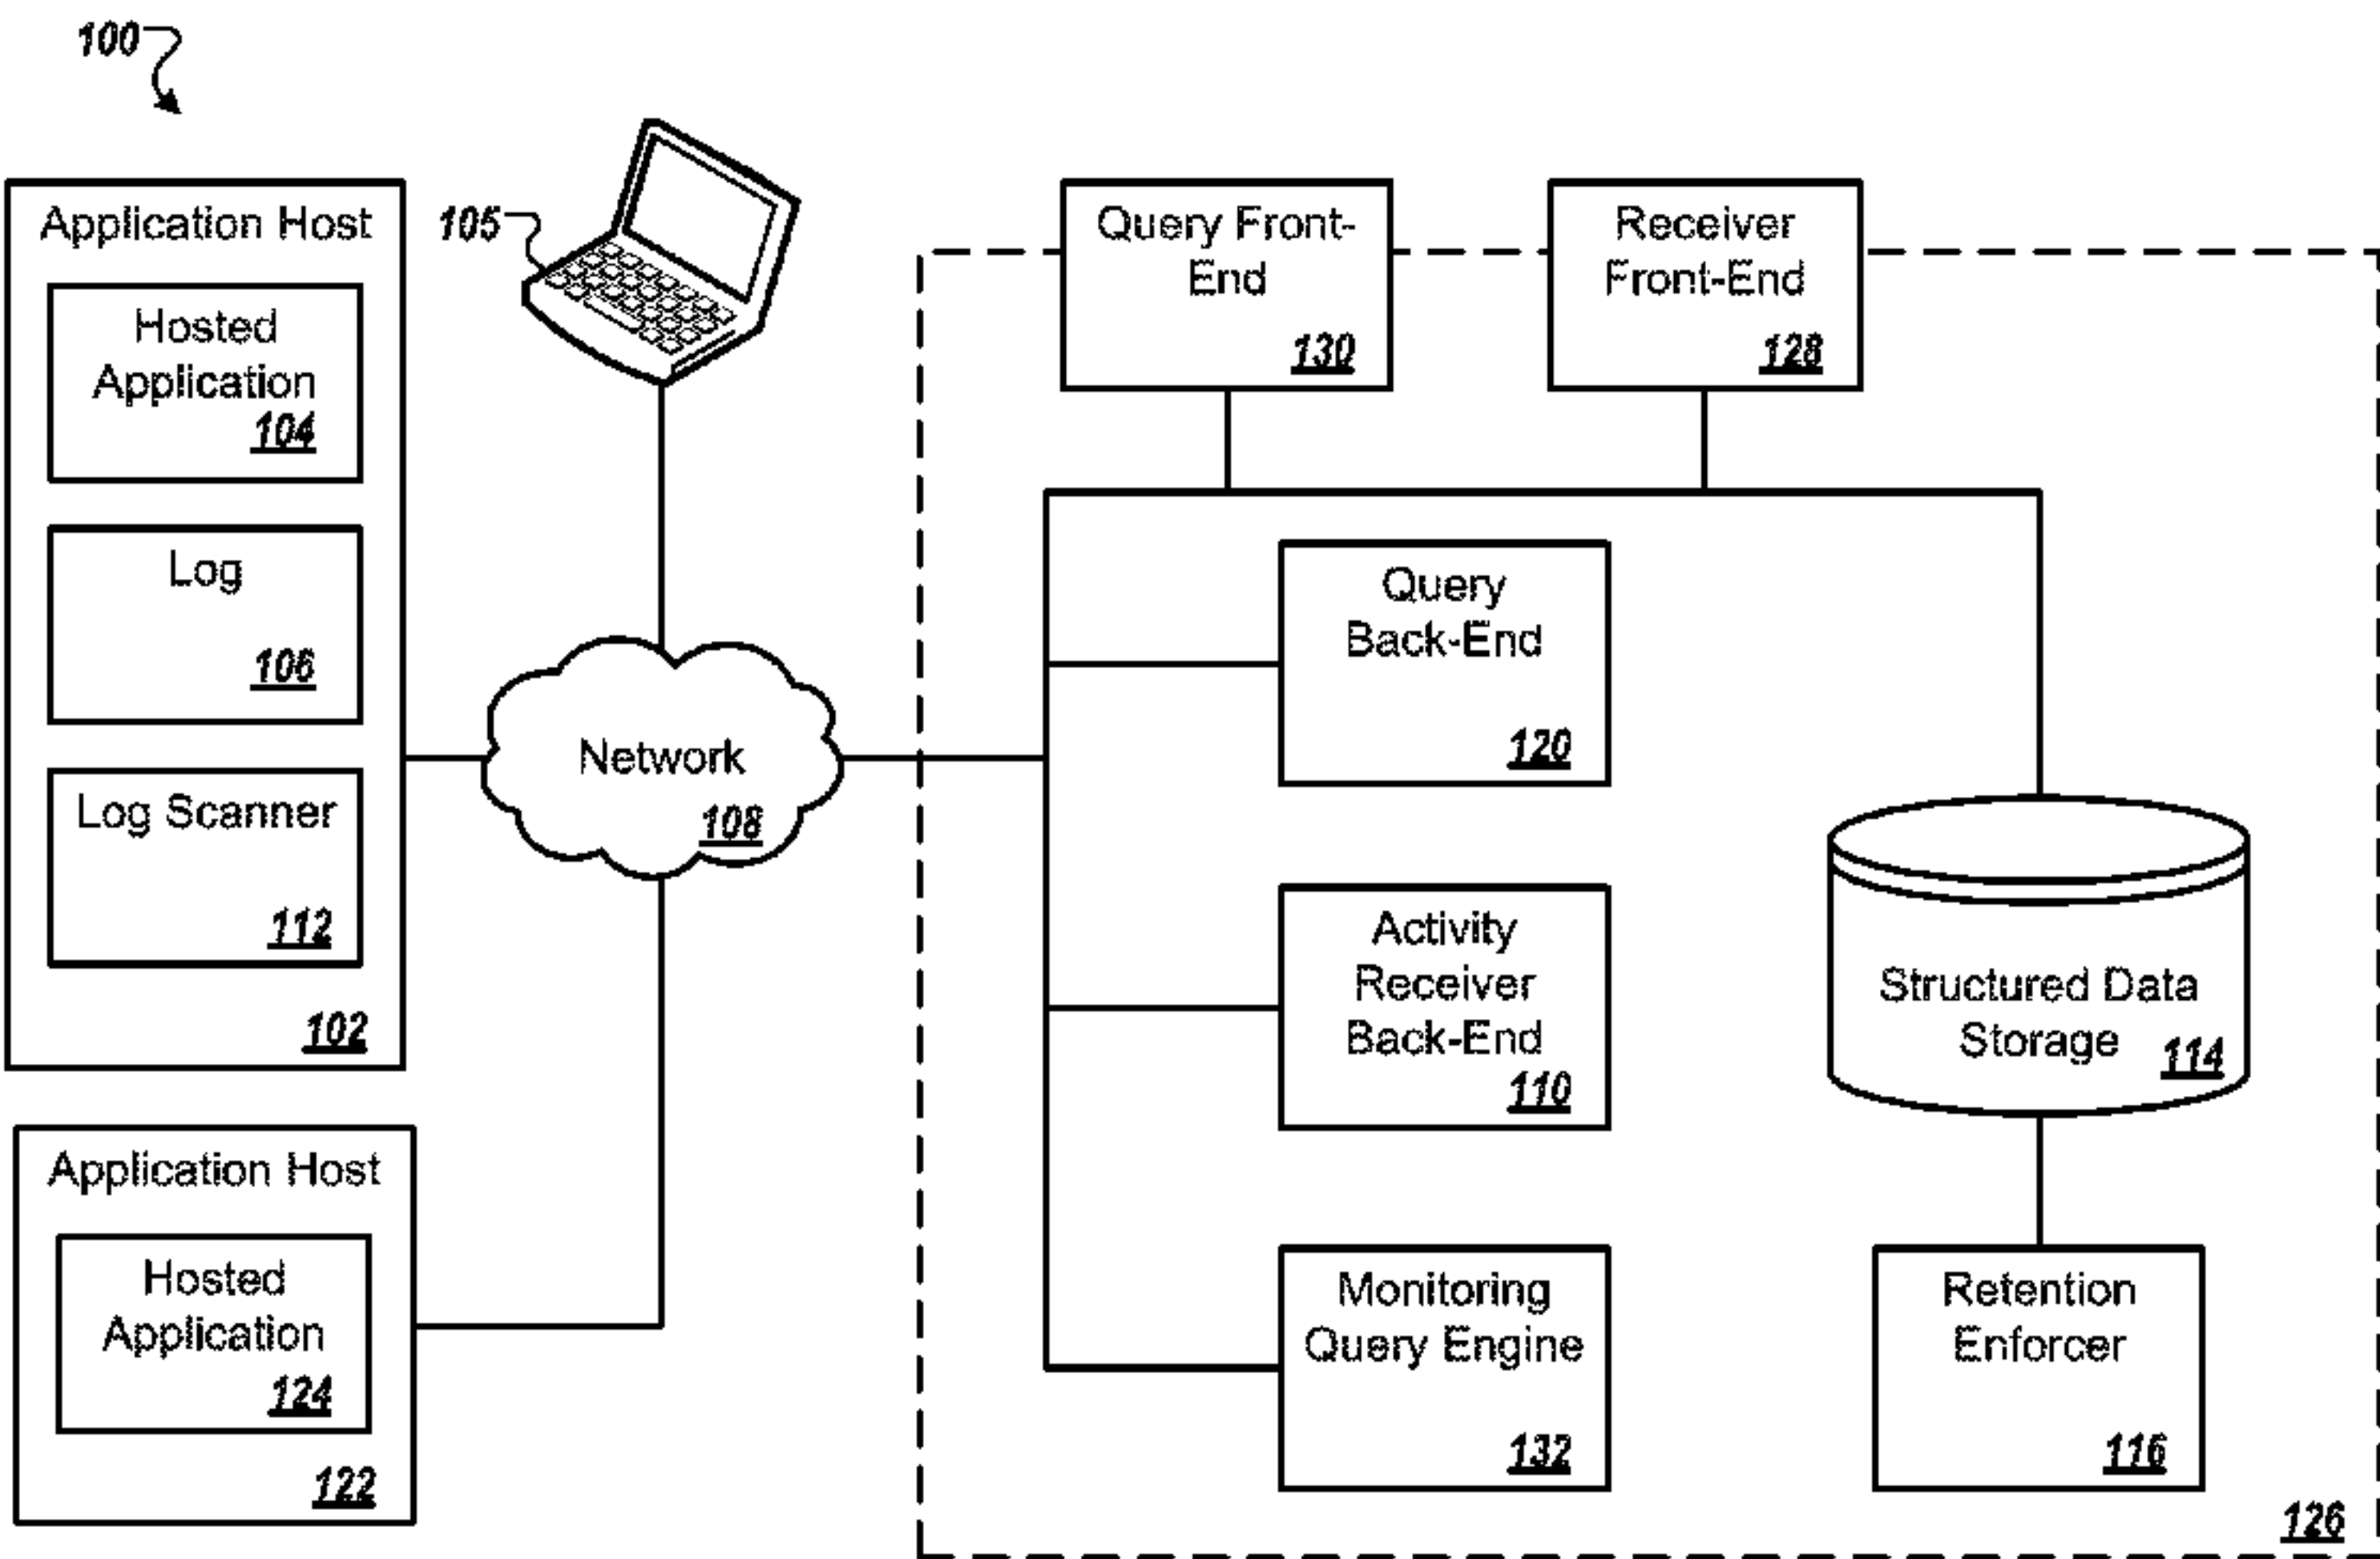 100
Application Host
Hosted
Application
104
Log
106
Log Scanner
112
102
Application Host
Hosted
Application
124
122
105
Network
108
Query Front-
End
130
Receiver
Front-End
128
Query
Back-End
120
Activity
Receiver
Back-End
110
Monitoring
Query Engine
132
Structured Data
Storage
114
Retention
Enforcer
116
126